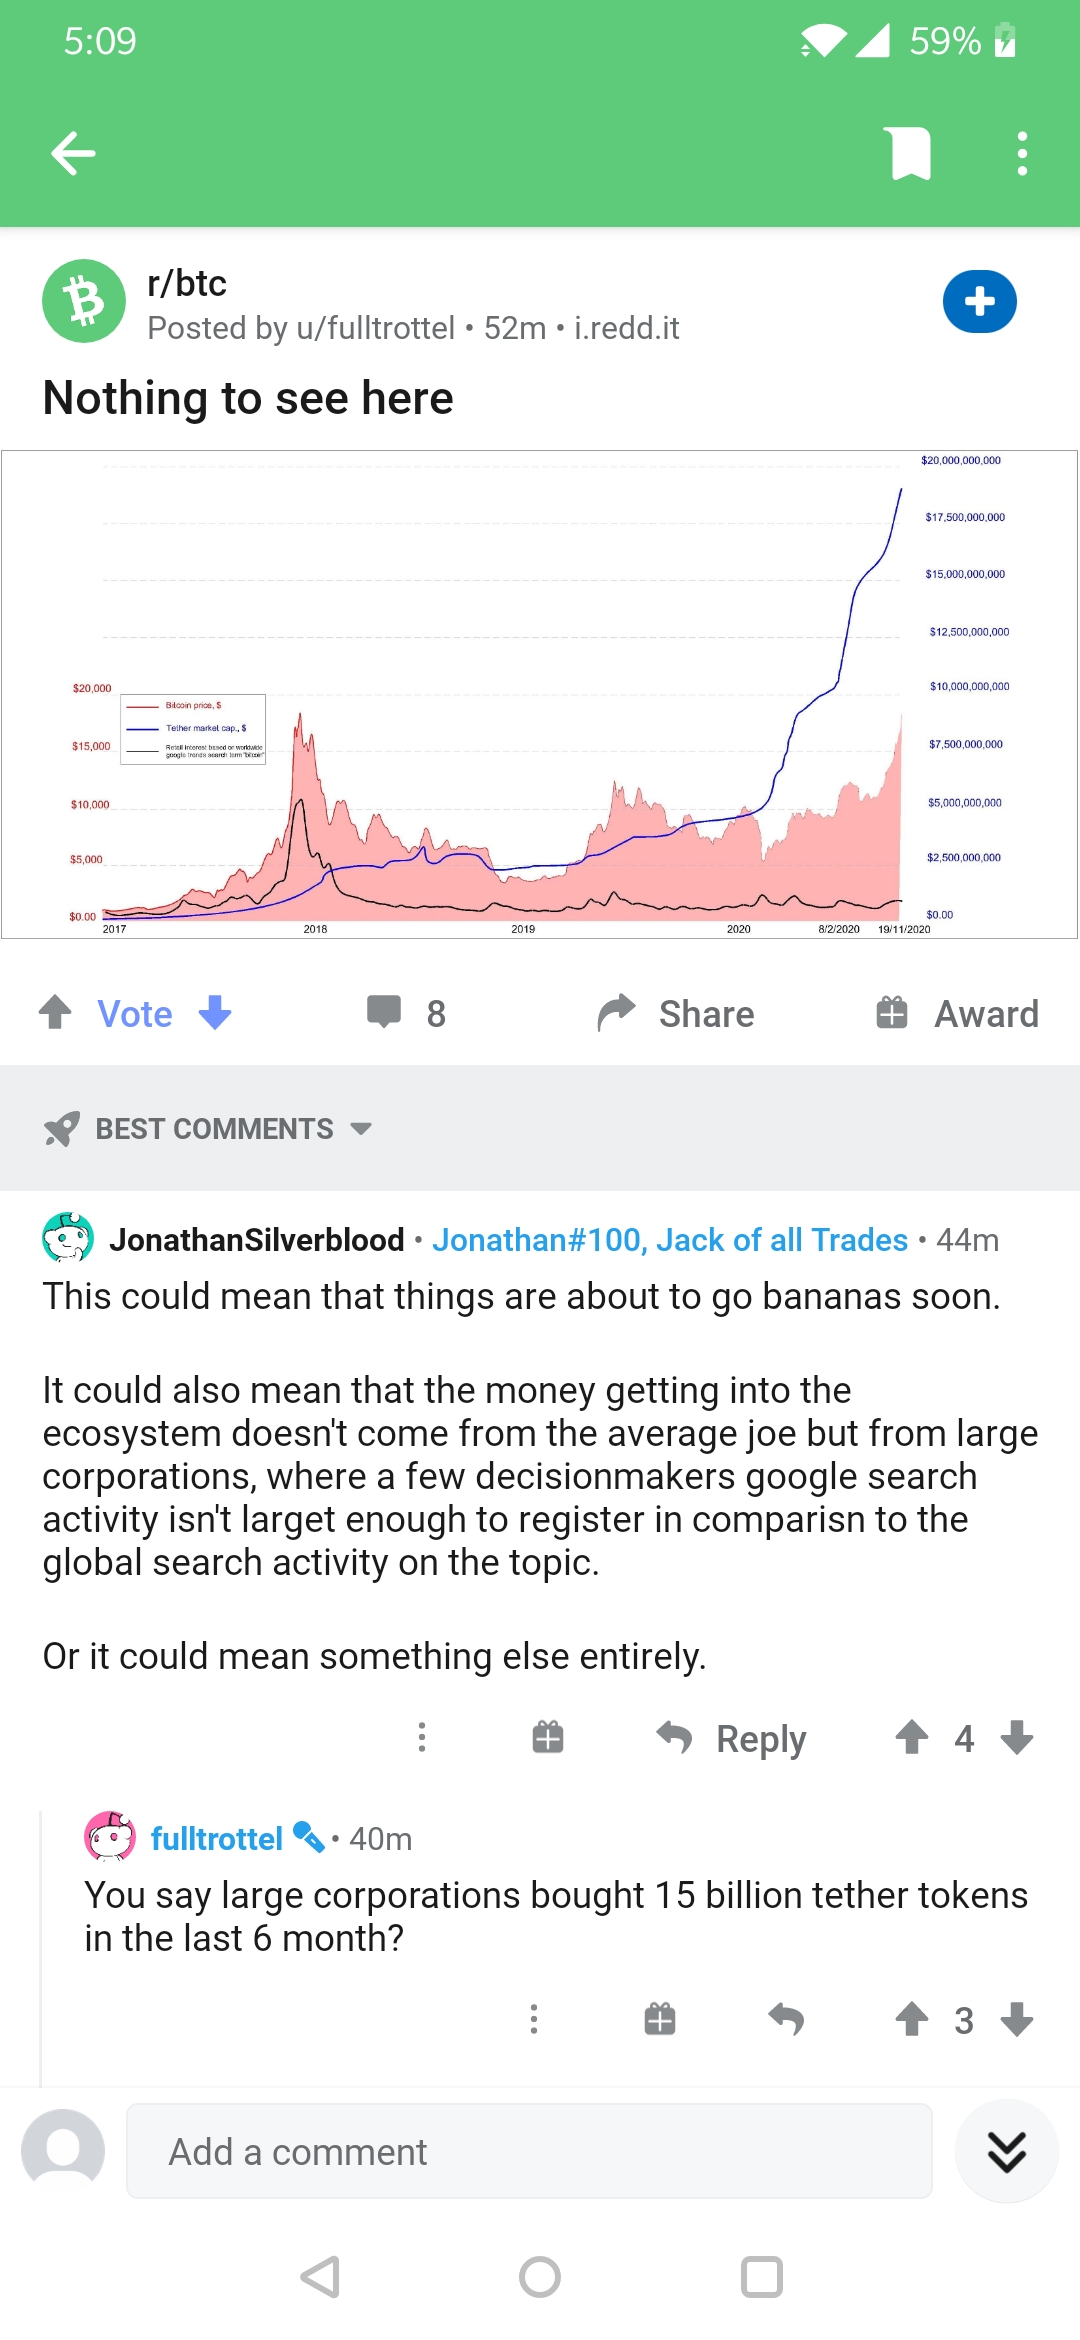 5:09
59%
r/btc
Posted by u/fulltrottel • 52m • i.redd.it
Nothing to see here
$20,000,000,000
$17,500,000,000
$15,000,000,000
$12,500,000,000
$10,000,000,000
$7,500,000,000
$5,000,000,000
$2,500,000,000
$0.00
$20,000
$15,000
$10,000
$5,000
$0.00
Bitcoin price, $
Tether market cap., $
Retail interest based or worldwide
google trends search term "bitcoin"
2017
2018
2019
2020
8/2/2020
19/11/2020
Vote
8
Share
Award
BEST COMMENTS
JonathanSilverblood • Jonathan#100, Jack of all Trades • 44m
This could mean that things are about to go bananas soon.
It could also mean that the money getting into the
ecosystem doesn't come from the average joe but from large
corporations, where a few decisionmakers google search
activity isn't larget enough to register in comparisn to the
global search activity on the topic.
Or it could mean something else entirely.
Reply
4
fulltrottel • 40m
You say large corporations bought 15 billion tether tokens
in the last 6 month?
3
Add a comment